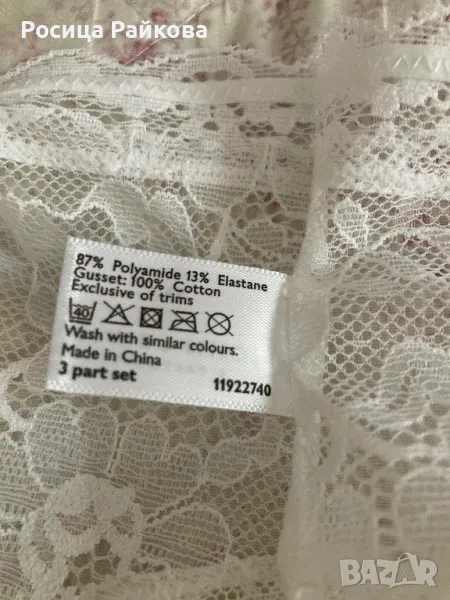 Росица Райкова
87% Polyamide 13% Elastane
Gusset: 100% Cotton
Exclusive of trims
40
Wash with similar colours.
Made in China
3 part set 11922740
BAZAR